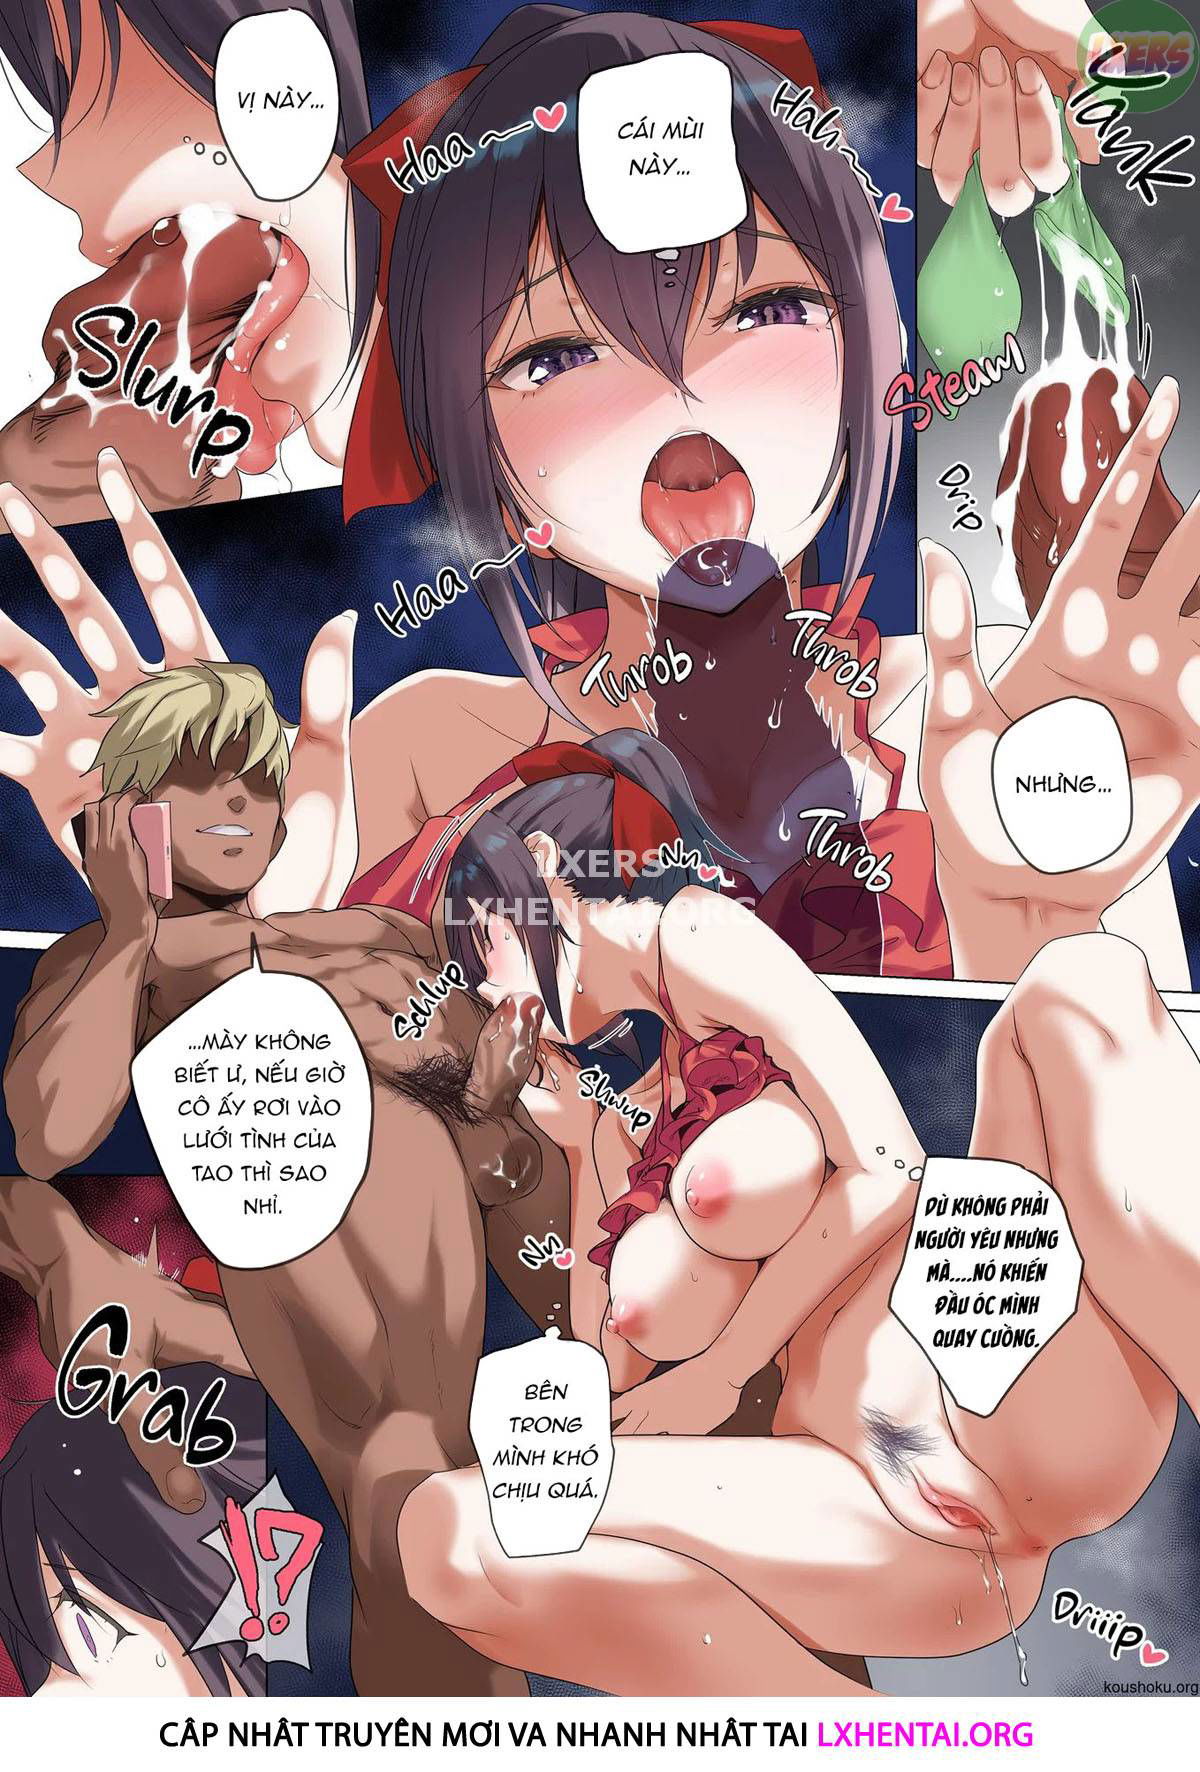 LXERS
VỊ NÀY...
CÁI MÙI
NÀY...
Haa~
Hah~
Yank
Slurp
Steam
Drip
Haa~
Throb
Throb
NHƯNG...
Throb
Nn
LXERS
LXHENTAI.ORG
Schlup
Shwup
...MÀY KHÔNG
BIẾT Ư, NẾU GIỜ
CÔ ẤY RƠI VÀO
LƯỚI TÌNH CỦA
TAO THÌ SAO
NHỈ.
DÙ KHÔNG PHẢI
NGƯỜI YÊU NHƯNG
MÀ....NÓ KHIẾN
ĐẦU ÓC MÌNH
QUAY CUỒNG.
Nn
Grab
BÊN
TRONG
MÌNH KHÓ
CHỊU QUÁ.
!?
Driiip
koushoku.org
CẬP NHẬT TRUYỆN MỚI VÀ NHANH NHẤT TẠI LXHENTAI.ORG